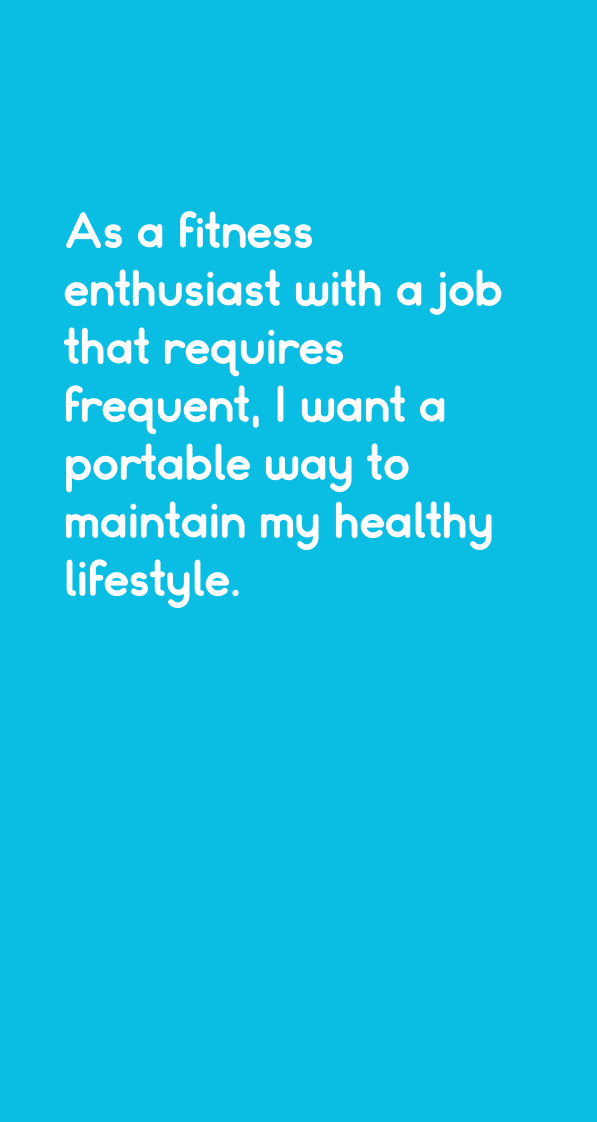 As a fitness
enthusiast with a job
that requires
frequent, I want a
portable way to
maintain my healthy
lifestyle.